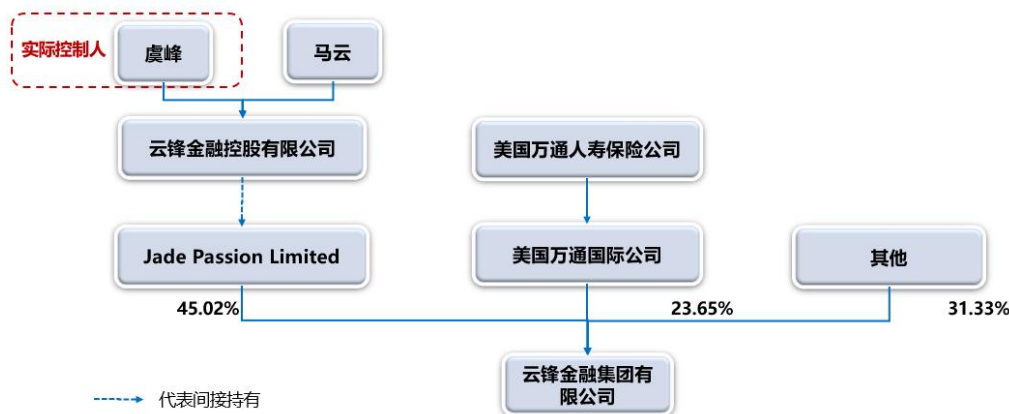 实际控制人
虞峰
马云
云锋金融控股有限公司
美国万通人寿保险公司
Jade Passion Limited
美国万通国际公司
其他
45.02%
23.65%
31.33%
云锋金融集团有
限公司
代表间接持有